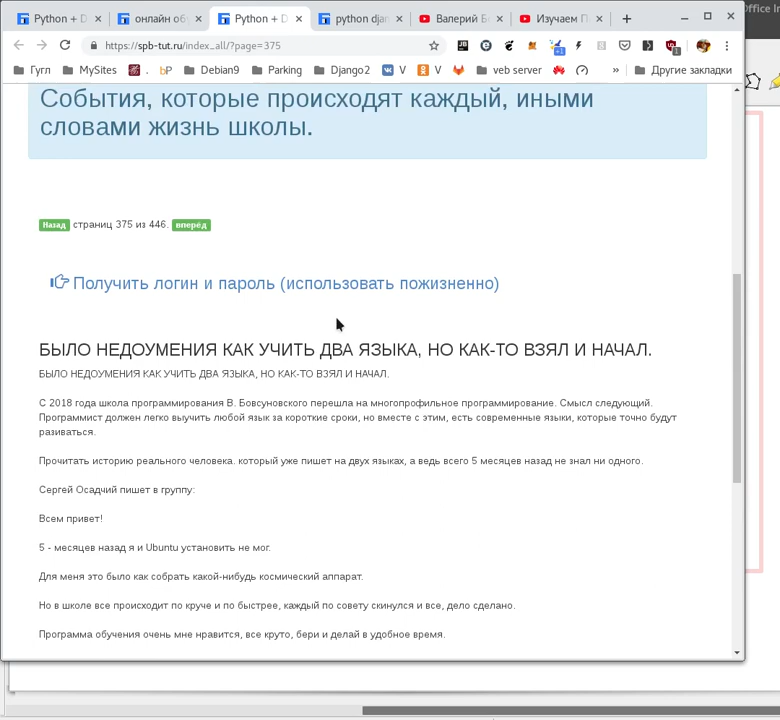 Python + D
онлайн об
Python + D
python djan
Валерий Б
Изучаем П
Office In
https://spb-tut.ru/index_all/?page=375
Гугл
MySites
.
bP
Debian9
Parking
Django2
V
V
veb server
»
Другие закладки
События, которые происходят каждый, иными
словами жизнь школы.
Назад страниц 375 из 446. вперёд
Получить логин и пароль (использовать пожизненно)
БЫЛО НЕДОУМЕНИЯ КАК УЧИТЬ ДВА ЯЗЫКА, НО КАК-ТО ВЗЯЛ И НАЧАЛ.
БЫЛО НЕДОУМЕНИЯ КАК УЧИТЬ ДВА ЯЗЫКА, НО КАК-ТО ВЗЯЛ И НАЧАЛ.
С 2018 года школа программирования В. Бовсуновского перешла на многопрофильное программирование. Смысл следующий.
Программист должен легко выучить любой язык за короткие сроки, но вместе с этим, есть современные языки, которые точно будут
разиваться.
Прочитать историю реального человека. который уже пишет на двух языках, а ведь всего 5 месяцев назад не знал ни одного.
Сергей Осадчий пишет в группу:
Всем привет!
5 - месяцев назад я и Ubuntu установить не мог.
Для меня это было как собрать какой-нибудь космический аппарат.
Но в школе все происходит по круче и по быстрее, каждый по совету скинулся и все, дело сделано.
Программа обучения очень мне нравится, все круто, бери и делай в удобное время.